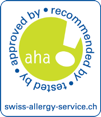 approved by • recommended by • tested by •
aha!
swiss-allergy-service.ch